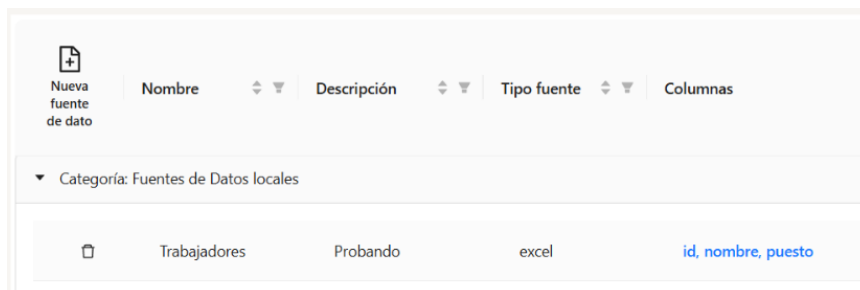 Nueva
fuente
de dato
Nombre Descripción Tipo fuente Columnas
Categoría: Fuentes de Datos locales
Trabajadores Probando excel id, nombre, puesto